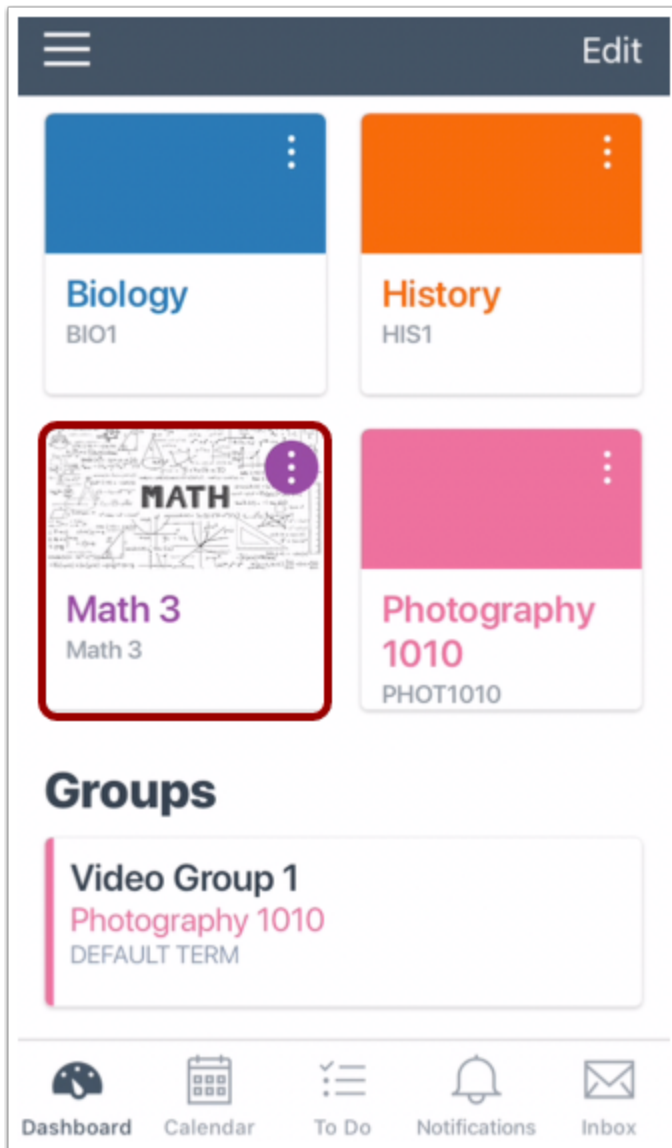 Edit
Biology
BIO1
History
HIS1
MATH
Math 3
Math 3
Photography
1010
PHOT1010
Groups
Video Group 1
Photography 1010
DEFAULT TERM
Dashboard
Calendar
To Do
Notifications
Inbox